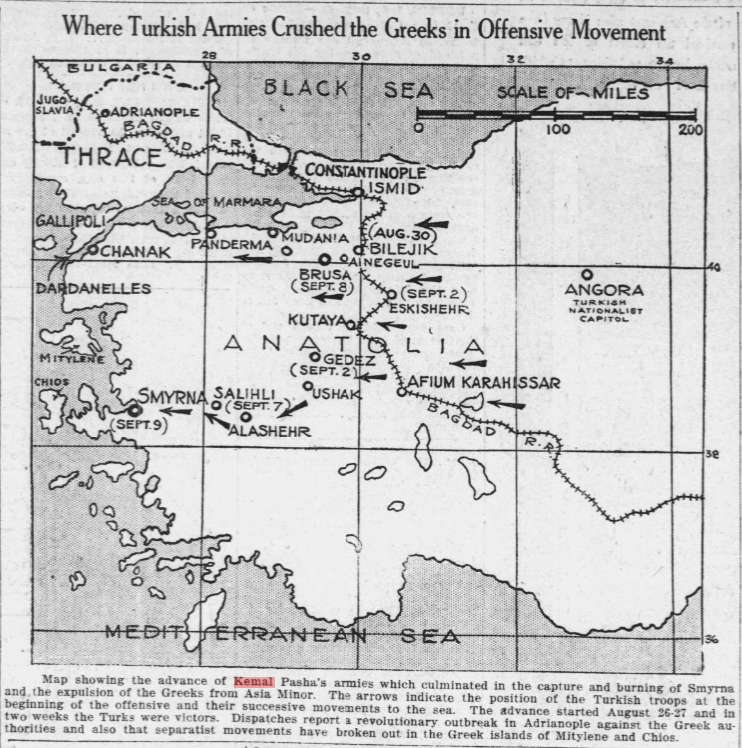 Where Turkish Armies Crushed the Greeks in Offensive Movement
28 30 32 34
BULGARIA
BLACK SEA
SCALE OF MILES
0 100 200
JUGO
SLAVIA
ADRIANOPLE
BAGDAD R.R.
THRACE
CONSTANTINOPLE
ISMID
SEA OF MARMARA
GALLIPOLI
PANDERMA
MUDANIA
(AUG. 30)
BILEJIK
CHANAK
AINEGEUL
40
BRUSA
(SEPT. 8)
(SEPT. 2)
ESKISHEHR
ANGORA
TURKISH
NATIONALIST
CAPITOL
DARDANELLES
KUTAYA
ANATOLIA
MITYLENE
GEDEZ
(SEPT. 2)
CHIOS
SMYRNA
(SEPT. 9)
SALIHLI
(SEPT. 7)
USHAK
AFIUM KARAHISSAR
ALASHEHR
BAGDAD R.R.
38
MEDITERRANEAN SEA
36
Map showing the advance of Kemal Pasha's armies which culminated in the capture and burning of Smyrna
and the expulsion of the Greeks from Asia Minor. The arrows indicate the position of the Turkish troops at the
beginning of the offensive and their successive movements to the sea. The advance started August 26-27 and in
two weeks the Turks were victors. Dispatches report a revolutionary outbreak in Adrianople against the Greek au-
thorities and also that separatist movements have broken out in the Greek islands of Mitylene and Chios.